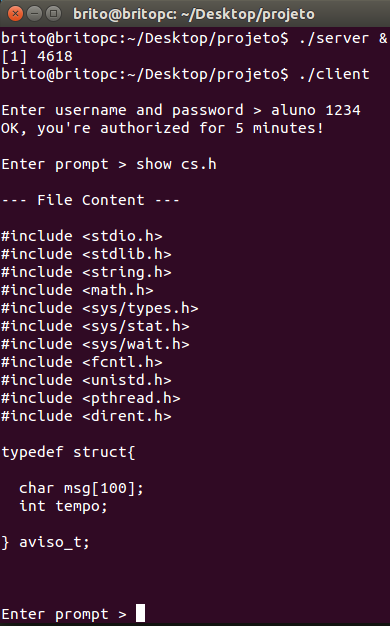 brito@britopc: ~/Desktop/projeto
brito@britopc:~/Desktop/projeto$ ./server &
[1] 4618
brito@britopc:~/Desktop/projeto$ ./client
Enter username and password > aluno 1234
OK, you're authorized for 5 minutes!
Enter prompt > show cs.h
--- File Content ---
#include <stdio.h>
#include <stdlib.h>
#include <string.h>
#include <math.h>
#include <sys/types.h>
#include <sys/stat.h>
#include <sys/wait.h>
#include <fcntl.h>
#include <unistd.h>
#include <pthread.h>
#include <dirent.h>
typedef struct{
char msg[100];
int tempo;
} aviso_t;
Enter prompt >